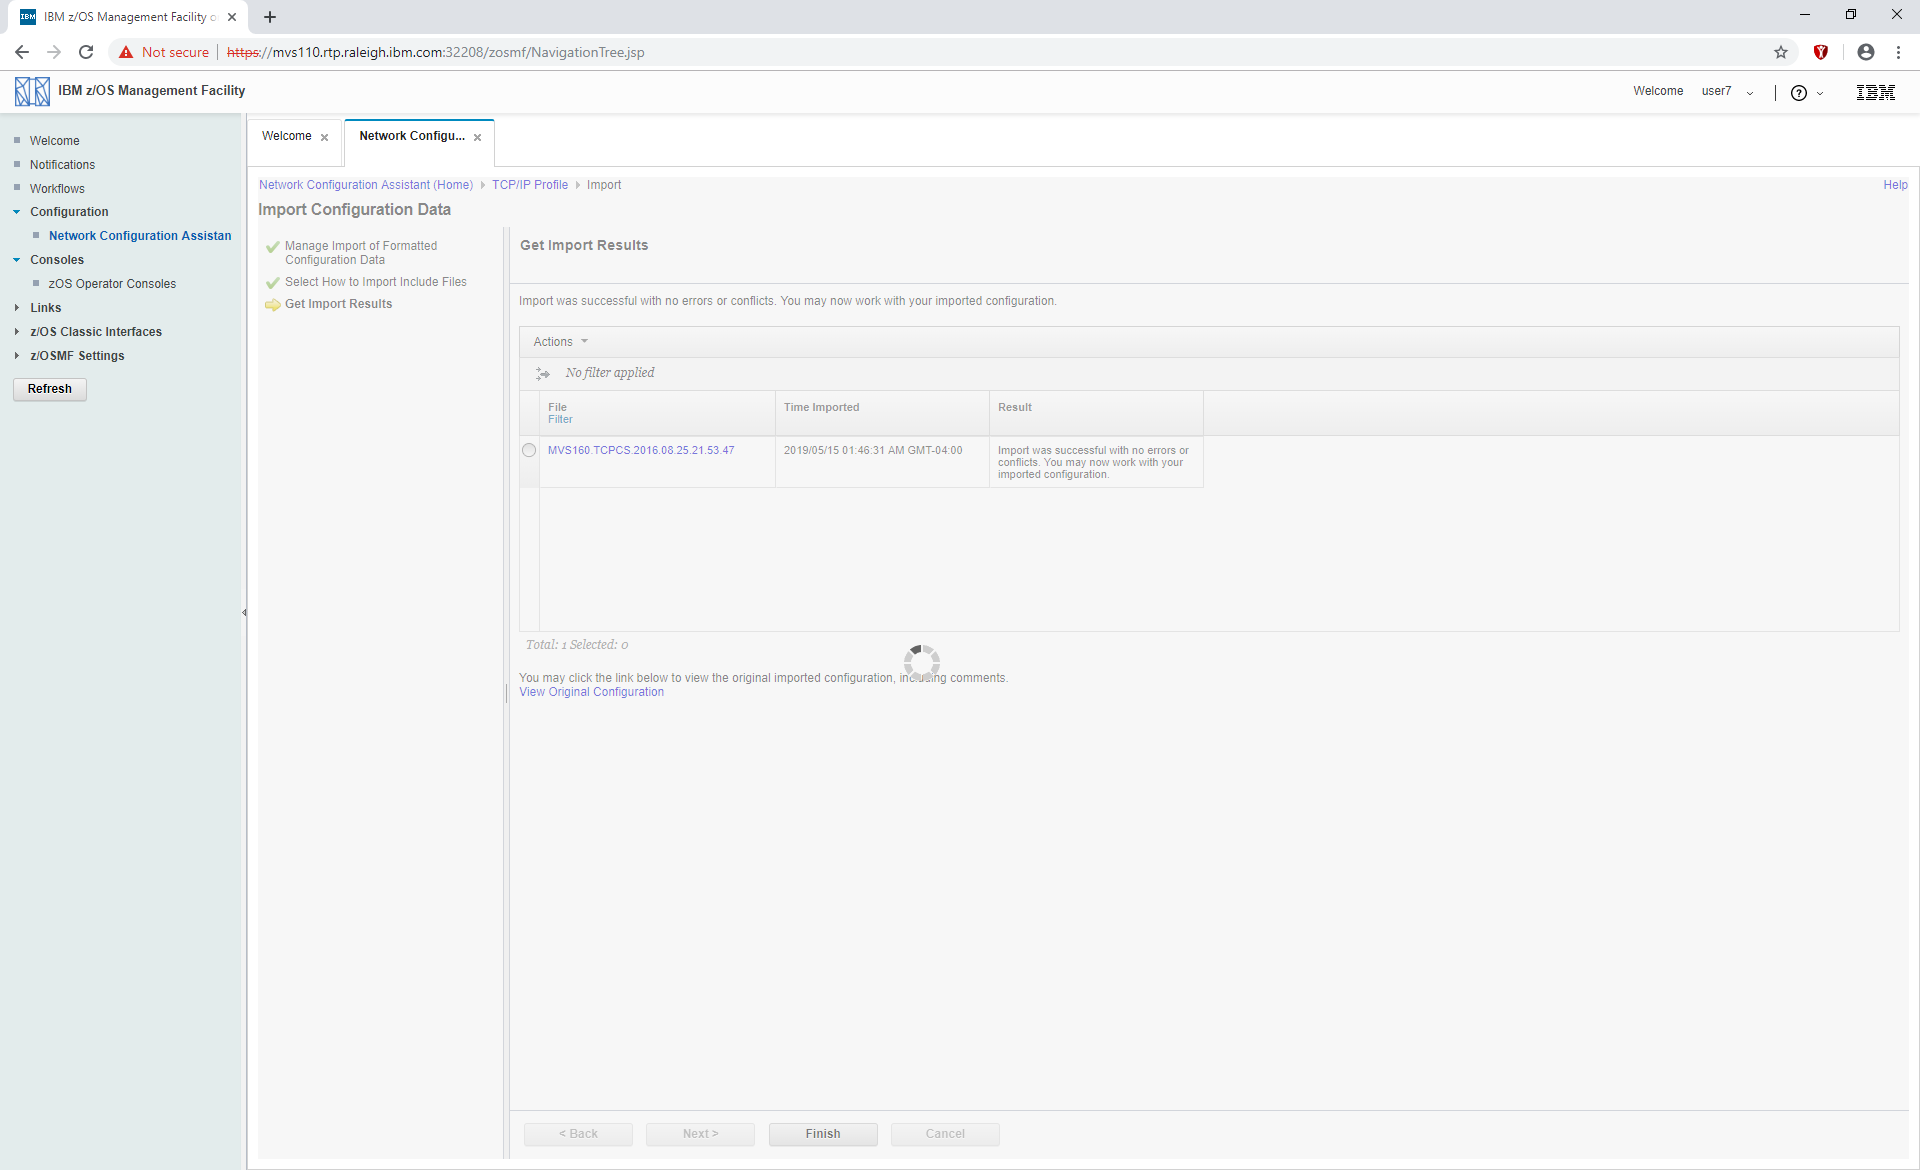 IBM
IBM z/OS Management Facility o
Not secure
https://mvs110.rtp.raleigh.ibm.com:32208/zosmf/NavigationTree.jsp
IBM z/OS Management Facility
Welcome user7
IBM
Welcome
Notifications
Workflows
Configuration
Network Configuration Assistan
Consoles
zOS Operator Consoles
Links
z/OS Classic Interfaces
z/OSMF Settings
Refresh
Welcome
Network Configu...
Network Configuration Assistant (Home) TCP/IP Profile Import
Help
Import Configuration Data
Manage Import of Formatted
Configuration Data
Select How to Import Include Files
Get Import Results
Get Import Results
Import was successful with no errors or conflicts. You may now work with your imported configuration.
Actions
No filter applied
File
Filter
Time Imported
Result
MVS160.TCPCS.2016.08.25.21.53.47
2019/05/15 01:46:31 AM GMT-04:00
Import was successful with no errors or
conflicts. You may now work with your
imported configuration.
Total: 1 Selected: 0
You may click the link below to view the original imported configuration, including comments.
View Original Configuration
< Back
Next >
Finish
Cancel